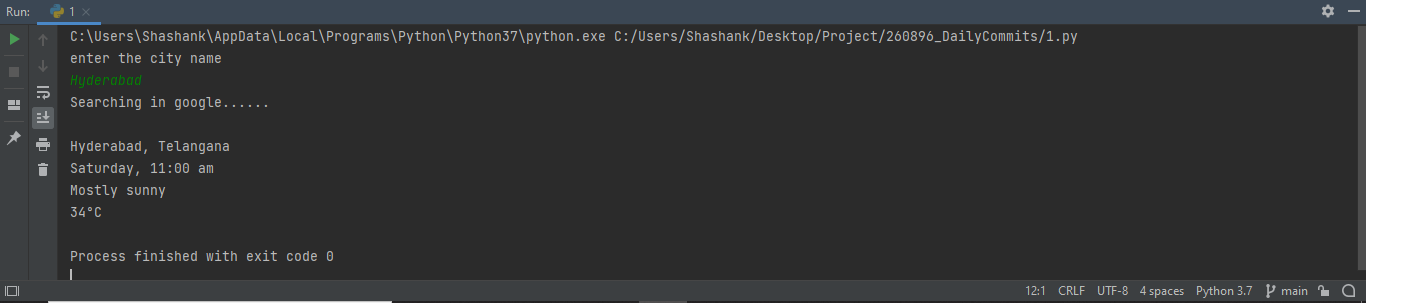 Run: 1
C:\Users\Shashank\AppData\Local\Programs\Python\Python37\python.exe C:/Users/Shashank/Desktop/Project/260896_DailyCommits/1.py
enter the city name
Hyderabad
Searching in google......
Hyderabad, Telangana
Saturday, 11:00 am
Mostly sunny
34°C
Process finished with exit code 0
12:1 CRLF UTF-8 4 spaces Python 3.7 main